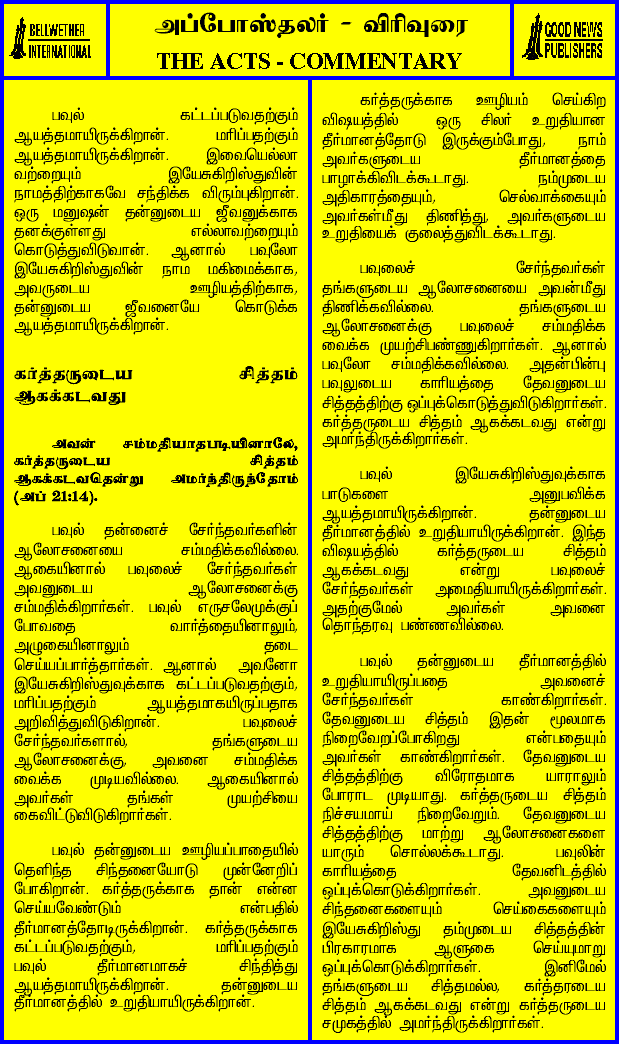 BELLWETHER
INTERNATIONAL
அப்போஸ்தலர் - விரிவுரை
THE ACTS - COMMENTARY
GOOD NEWS
PUBLISHERS
பவுல் கட்டப்படுவதற்கும்
ஆயத்தமாயிருக்கிறான். மரிப்பதற்கும்
ஆயத்தமாயிருக்கிறான். இவையெல்லா
வற்றையும் இயேசுகிறிஸ்துவின்
நாமத்திற்காகவே சந்திக்க விரும்புகிறான்.
ஒரு மனுஷன் தன்னுடைய ஜீவனுக்காக
தனக்குள்ளது எல்லாவற்றையும்
கொடுத்துவிடுவான். ஆனால் பவுலோ
இயேசுகிறிஸ்துவின் நாம மகிமைக்காக,
அவருடைய ஊழியத்திற்காக,
தன்னுடைய ஜீவனையே கொடுக்க
ஆயத்தமாயிருக்கிறான்.
கர்த்தருடைய சித்தம்
ஆகக்கடவது
அவன் சம்மதியாதபடியினாலே,
கர்த்தருடைய சித்தம்
ஆகக்கடவதென்று அமர்ந்திருந்தோம்
(அப் 21:14).
பவுல் தன்னைச் சேர்ந்தவர்களின்
ஆலோசனையை சம்மதிக்கவில்லை.
ஆகையினால் பவுலைச் சேர்ந்தவர்கள்
அவனுடைய ஆலோசனைக்கு
சம்மதிக்கிறார்கள். பவுல் எருசலேமுக்குப்
போவதை வார்த்தையினாலும்,
அழுகையினாலும் தடை
செய்யப்பார்த்தார்கள். ஆனால் அவனோ
இயேசுகிறிஸ்துவுக்காக கட்டப்படுவதற்கும்,
மரிப்பதற்கும் ஆயத்தமாகயிருப்பதாக
அறிவித்துவிடுகிறான். பவுலைச்
சேர்ந்தவர்களால், தங்களுடைய
ஆலோசனைக்கு, அவனை சம்மதிக்க
வைக்க முடியவில்லை. ஆகையினால்
அவர்கள் தங்கள் முயற்சியை
கைவிட்டுவிடுகிறார்கள்.
பவுல் தன்னுடைய ஊழியப்பாதையில்
தெளிந்த சிந்தனையோடு முன்னேறிப்
போகிறான். கர்த்தருக்காக தான் என்ன
செய்யவேண்டும் என்பதில்
தீர்மானத்தோடிருக்கிறான். கர்த்தருக்காக
கட்டப்படுவதற்கும், மரிப்பதற்கும்
பவுல் தீர்மானமாகச் சிந்தித்து
ஆயத்தமாயிருக்கிறான். தன்னுடைய
தீர்மானத்தில் உறுதியாயிருக்கிறான்.
கர்த்தருக்காக ஊழியம் செய்கிற
விஷயத்தில் ஒரு சிலர் உறுதியான
தீர்மானத்தோடு இருக்கும்போது, நாம்
அவர்களுடைய தீர்மானத்தை
பாழாக்கிவிடக்கூடாது. நம்முடைய
அதிகாரத்தையும், செல்வாக்கையும்
அவர்கள்மீது திணித்து, அவர்களுடைய
உறுதியைக் குலைத்துவிடக்கூடாது.
பவுலைச் சேர்ந்தவர்கள்
தங்களுடைய ஆலோசனையை அவன்மீது
திணிக்கவில்லை. தங்களுடைய
ஆலோசனைக்கு பவுலைச் சம்மதிக்க
வைக்க முயற்சிபண்ணுகிறார்கள். ஆனால்
பவுலோ சம்மதிக்கவில்லை. அதன்பின்பு
பவுலுடைய காரியத்தை தேவனுடைய
சித்தத்திற்கு ஒப்புக்கொடுத்துவிடுகிறார்கள்.
கர்த்தருடைய சித்தம் ஆகக்கடவது என்று
அமர்ந்திருக்கிறார்கள்.
பவுல் இயேசுகிறிஸ்துவுக்காக
பாடுகளை அனுபவிக்க
ஆயத்தமாயிருக்கிறான். தன்னுடைய
தீர்மானத்தில் உறுதியாயிருக்கிறான். இந்த
விஷயத்தில் கர்த்தருடைய சித்தம்
ஆகக்கடவது என்று பவுலைச்
சேர்ந்தவர்கள் அமைதியாயிருக்கிறார்கள்.
அதற்குமேல் அவர்கள் அவனை
தொந்தரவு பண்ணவில்லை.
பவுல் தன்னுடைய தீர்மானத்தில்
உறுதியாயிருப்பதை அவனைச்
சேர்ந்தவர்கள் காண்கிறார்கள்.
தேவனுடைய சித்தம் இதன் மூலமாக
நிறைவேறப்போகிறது என்பதையும்
அவர்கள் காண்கிறார்கள். தேவனுடைய
சித்தத்திற்கு விரோதமாக யாராலும்
போராட முடியாது. கர்த்தருடைய சித்தம்
நிச்சயமாய் நிறைவேறும். தேவனுடைய
சித்தத்திற்கு மாற்று ஆலோசனைகளை
யாரும் சொல்லக்கூடாது. பவுலின்
காரியத்தை தேவனிடத்தில்
ஒப்புக்கொடுக்கிறார்கள். அவனுடைய
சிந்தனைகளையும் செய்கைகளையும்
இயேசுகிறிஸ்து தம்முடைய சித்தத்தின்
பிரகாரமாக ஆளுகை செய்யுமாறு
ஒப்புக்கொடுக்கிறார்கள். இனிமேல்
தங்களுடைய சித்தமல்ல, கர்த்தரடைய
சித்தம் ஆகக்கடவது என்று கர்த்தருடைய
சமுகத்தில் அமர்ந்திருக்கிறார்கள்.